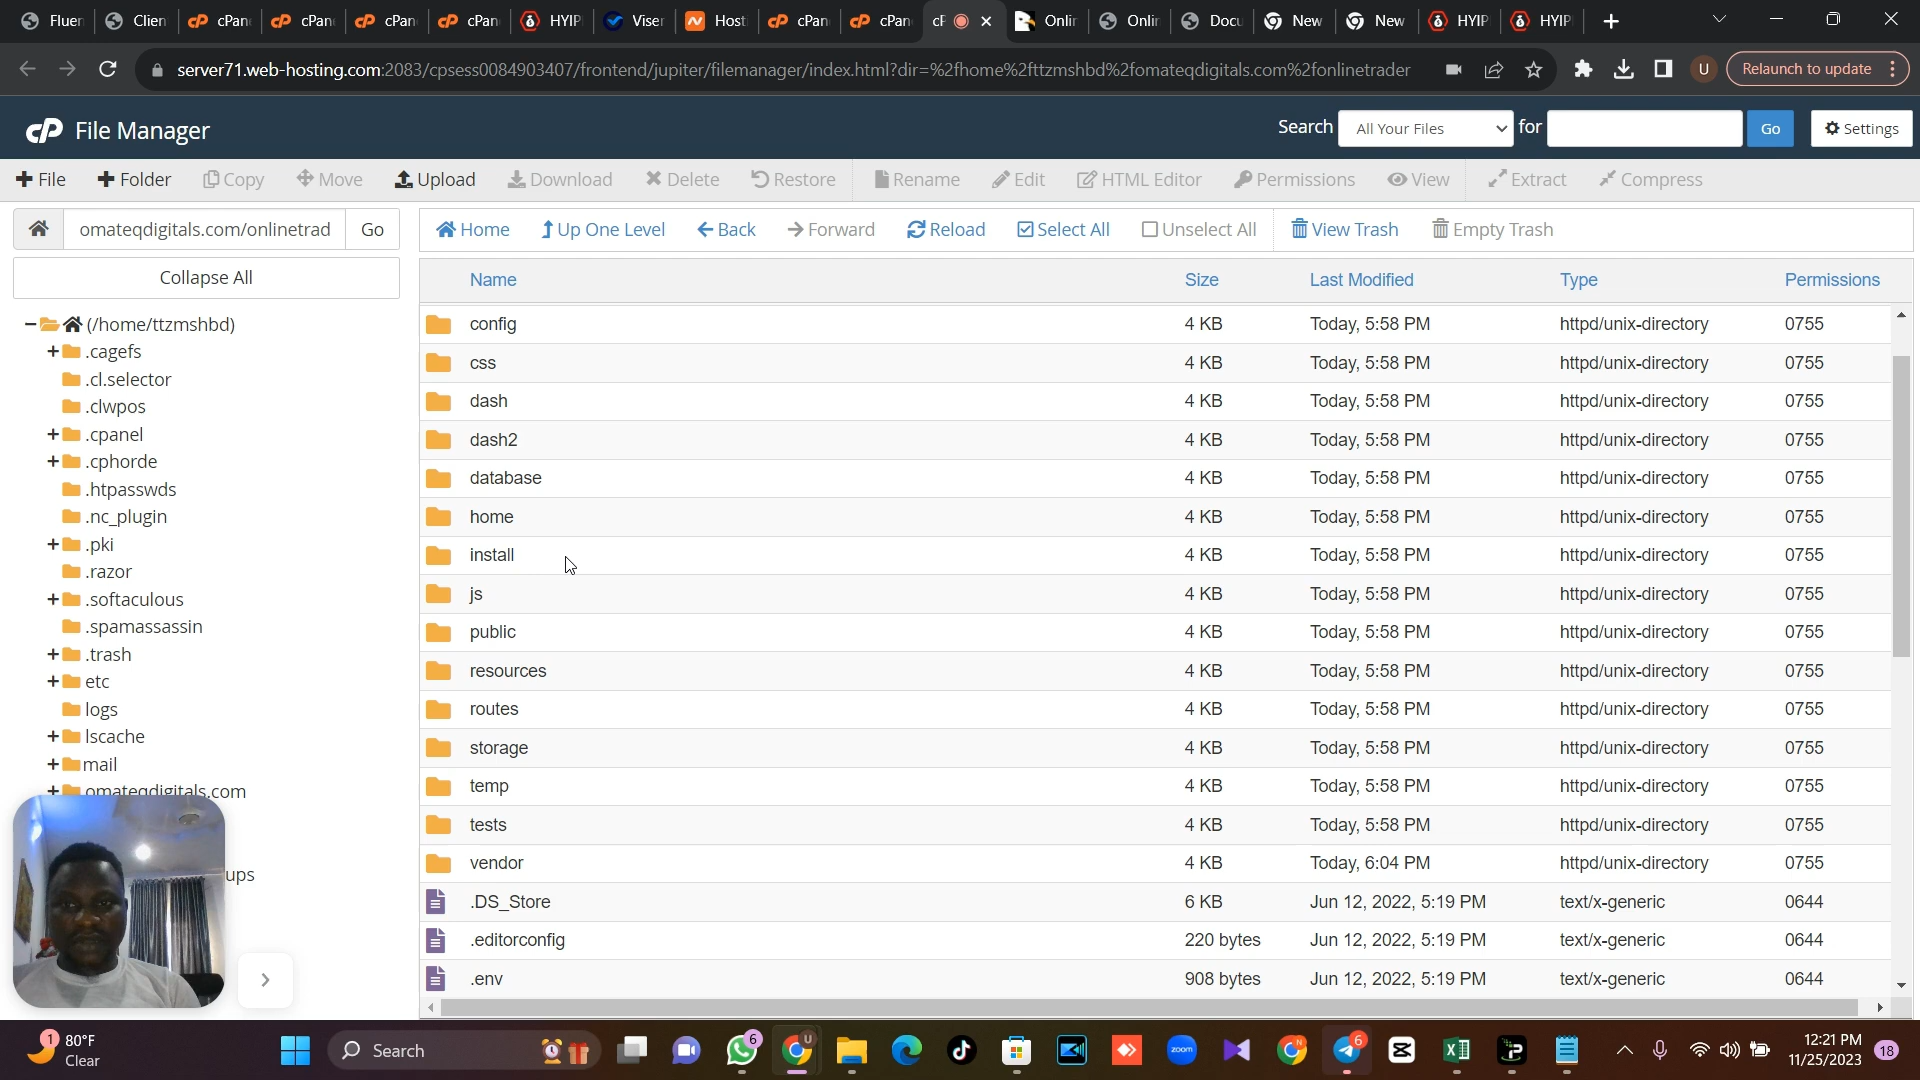 Fluen
Clien
cPan
cPan
cPan
cPan
HYIP
Viser
Host
cPan
cPan
cF
Onlin
Onlin
Docu
New
New
HYIP
HYIP
server71.web-hosting.com:2083/cpsess0084903407/frontend/jupiter/filemanager/index.html?dir=%2fhome%2fttzmshbd%2fomateqdigitals.com%2fonlinetrader
U
Relaunch to update
cP File Manager
Search All Your Files for Go Settings
File Folder Copy Move Upload Download Delete Restore Rename Edit HTML Editor Permissions View Extract Compress
omateqdigitals.com/onlinetrad Go
Home Up One Level Back Forward Reload Select All Unselect All View Trash Empty Trash
Collapse All
(/home/ttzmshbd)
.cagefs
.cl.selector
.clwpos
.cpanel
.cphorde
.htpasswds
.nc_plugin
.pki
.razor
.softaculous
.spamassassin
.trash
etc
logs
lscache
mail
omateqdigitals.com
ups
Name Size Last Modified Type Permissions
config 4 KB Today, 5:58 PM httpd/unix-directory 0755
css 4 KB Today, 5:58 PM httpd/unix-directory 0755
dash 4 KB Today, 5:58 PM httpd/unix-directory 0755
dash2 4 KB Today, 5:58 PM httpd/unix-directory 0755
database 4 KB Today, 5:58 PM httpd/unix-directory 0755
home 4 KB Today, 5:58 PM httpd/unix-directory 0755
install 4 KB Today, 5:58 PM httpd/unix-directory 0755
js 4 KB Today, 5:58 PM httpd/unix-directory 0755
public 4 KB Today, 5:58 PM httpd/unix-directory 0755
resources 4 KB Today, 5:58 PM httpd/unix-directory 0755
routes 4 KB Today, 5:58 PM httpd/unix-directory 0755
storage 4 KB Today, 5:58 PM httpd/unix-directory 0755
temp 4 KB Today, 5:58 PM httpd/unix-directory 0755
tests 4 KB Today, 5:58 PM httpd/unix-directory 0755
vendor 4 KB Today, 6:04 PM httpd/unix-directory 0755
.DS_Store 6 KB Jun 12, 2022, 5:19 PM text/x-generic 0644
.editorconfig 220 bytes Jun 12, 2022, 5:19 PM text/x-generic 0644
.env 908 bytes Jun 12, 2022, 5:19 PM text/x-generic 0644
1
80°F
Clear
Search
6
U
zoom
6
12:21 PM
11/25/2023
18